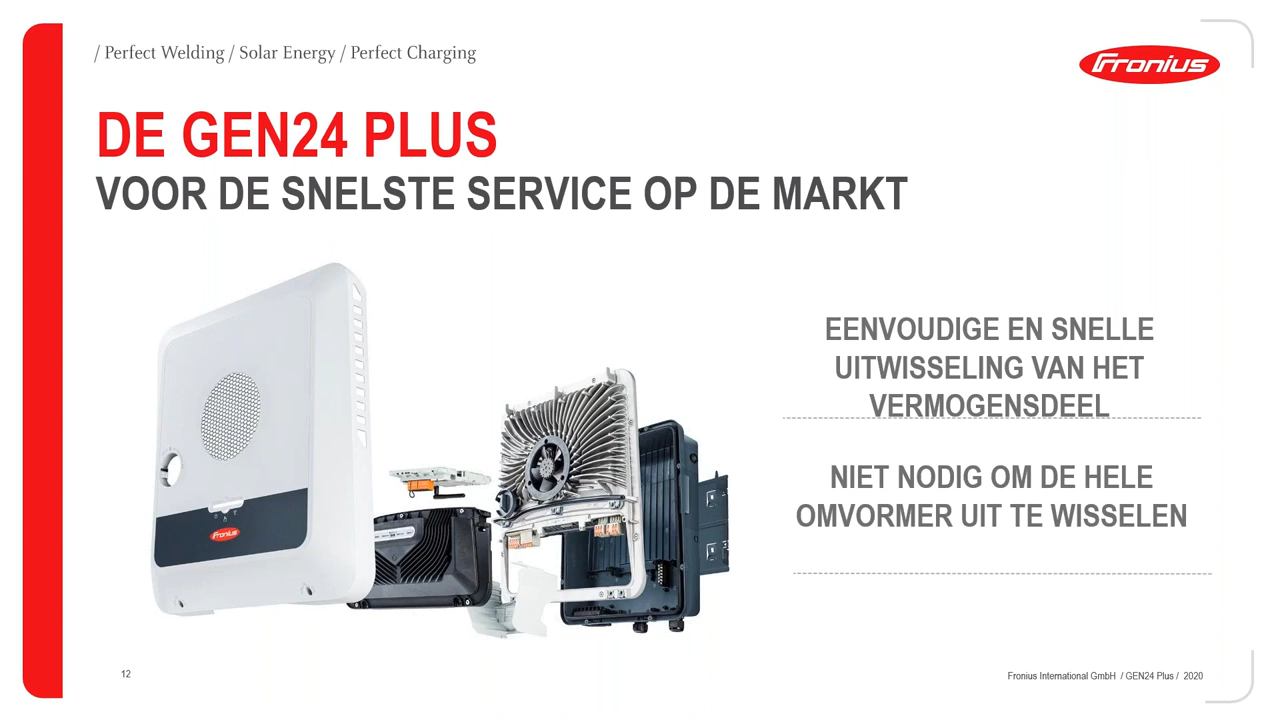 / Perfect Welding / Solar Energy / Perfect Charging
Fronius
DE GEN24 PLUS
VOOR DE SNELSTE SERVICE OP DE MARKT
EENVOUDIGE EN SNELLE
UITWISSELING VAN HET
VERMOGENSDEEL
NIET NODIG OM DE HELE
OMVORMER UIT TE WISSELEN
Fronius
12
Fronius International GmbH / GEN24 Plus / 2020